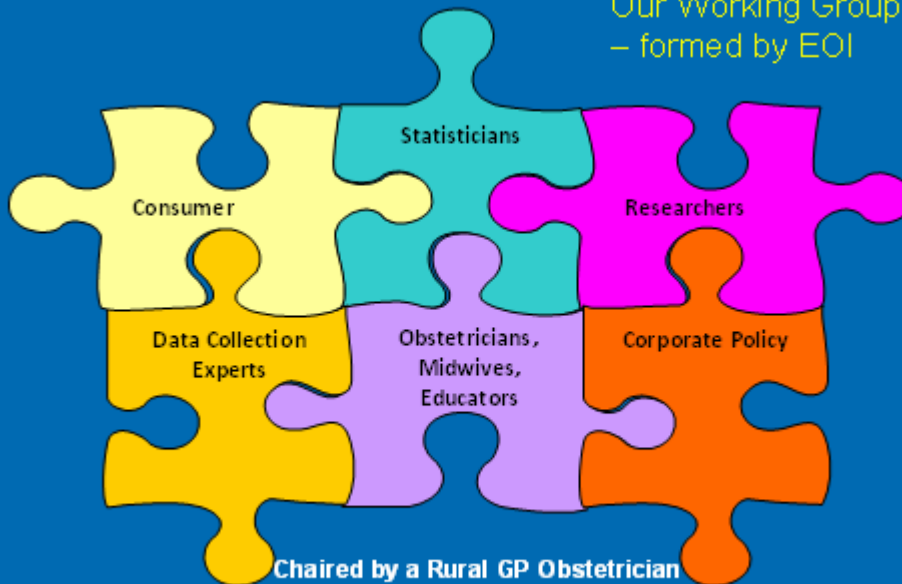 Our Working Group
– formed by EOI
Statisticians
Consumer
Researchers
Data Collection
Experts
Obstetricians,
Midwives,
Educators
Corporate Policy
Chaired by a Rural GP Obstetrician